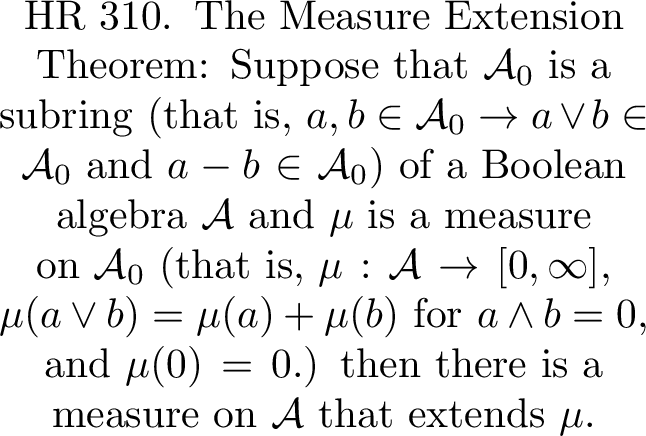 HR 310. The Measure Extension
Theorem: Suppose that 𝒜₀ is a
subring (that is, a, b ∈ 𝒜₀ → a ∨ b ∈
𝒜₀ and a − b ∈ 𝒜₀) of a Boolean
algebra 𝒜 and μ is a measure
on 𝒜₀ (that is, μ : 𝒜 → [0, ∞],
μ(a ∨ b) = μ(a) + μ(b) for a ∧ b = 0,
and μ(0) = 0.) then there is a
measure on 𝒜 that extends μ.